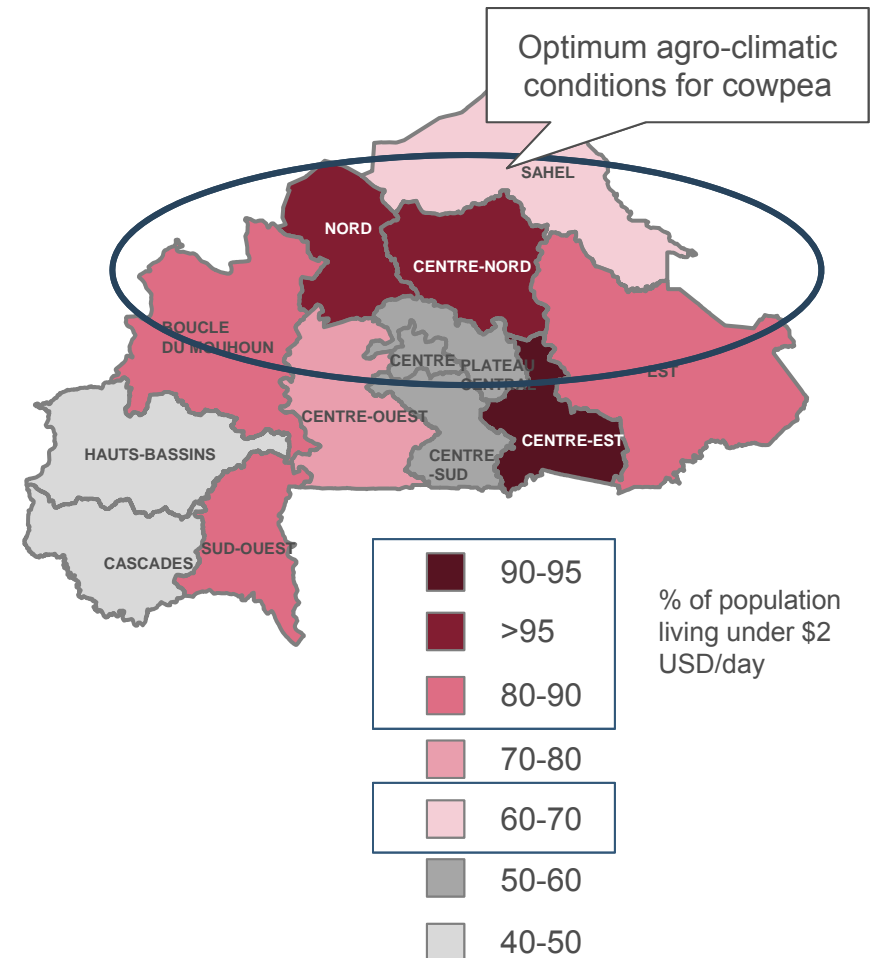 Optimum agro-climatic
conditions for cowpea
SAHEL
NORD
CENTRE-NORD
BOUCLE
DU MOUHOUN
CENTRE
PLATEAU
CENTRAL
EST
CENTRE-OUEST
CENTRE-EST
HAUTS-BASSINS
CENTRE
-SUD
SUD-OUEST
CASCADES
90-95
>95
80-90
70-80
60-70
50-60
40-50
% of population
living under $2
USD/day